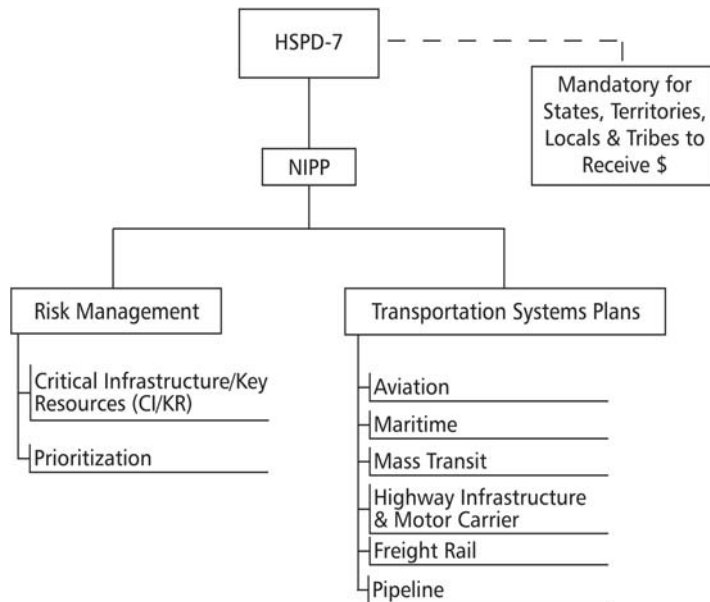 HSPD-7
Mandatory for
States, Territories,
Locals & Tribes to
Receive $
NIPP
Risk Management
Transportation Systems Plans
Critical Infrastructure/Key
Resources (CI/KR)
Prioritization
Aviation
Maritime
Mass Transit
Highway Infrastructure
& Motor Carrier
Freight Rail
Pipeline